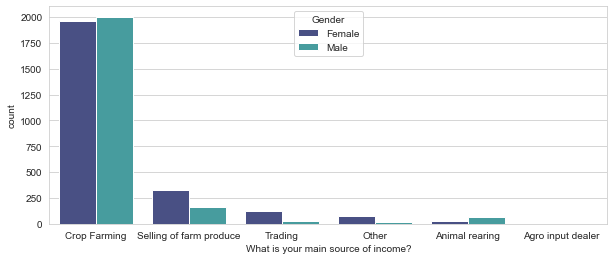 Gender
Female
Male
2000
1750
1500
1250
1000
750
500
250
0
count
Crop Farming Selling of farm produce Trading Other Animal rearing Agro input dealer
What is your main source of income?